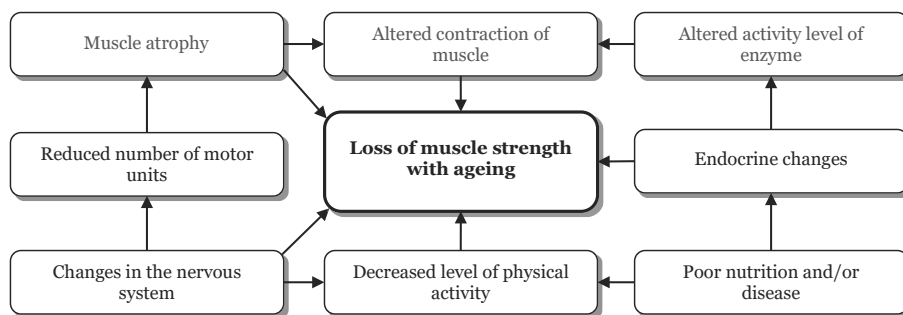 Muscle atrophy
Altered contraction of
muscle
Altered activity level of
enzyme
Reduced number of motor
units
Loss of muscle strength
with ageing
Endocrine changes
Changes in the nervous
system
Decreased level of physical
activity
Poor nutrition and/or
disease